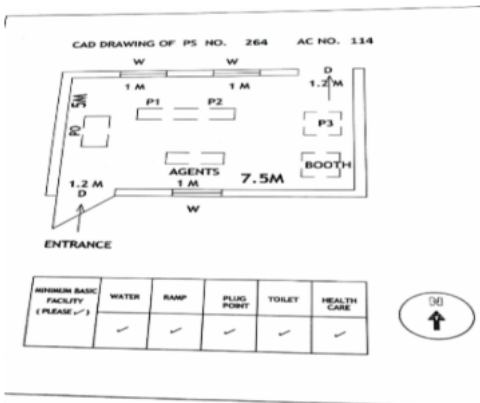 CAD DRAWING OF PS NO. 264 AC NO. 114
W W D
1 M 1 M 1.2 M
5M
P1 P2
PO
P3
AGENTS BOOTH
1.2 M 1 M 7.5M
D
W
ENTRANCE
MINIMUM BASIC FACILITY (PLEASE ✓) WATER RAMP PLUG POINT TOILET HEALTH CARE
✓ ✓ ✓ ✓ ✓
N